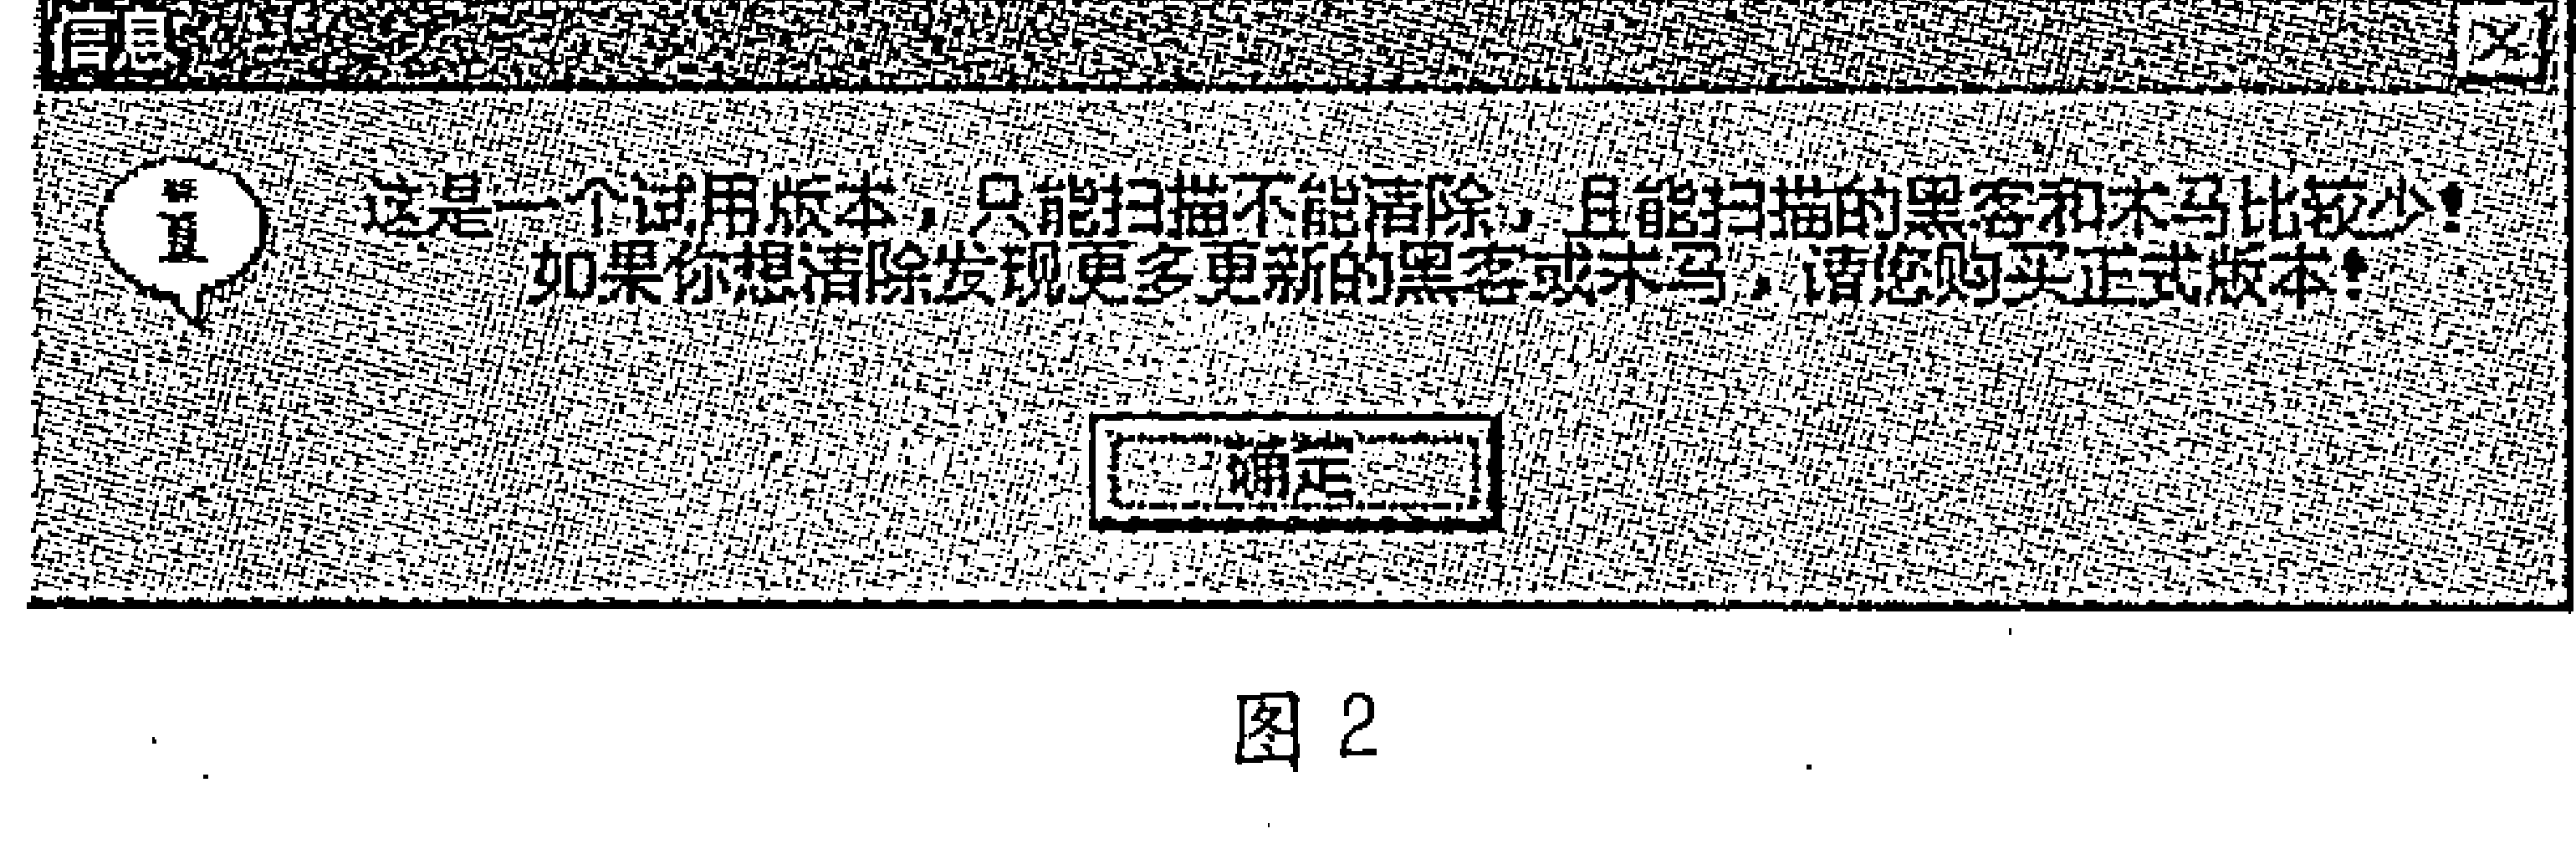 信息
这是一个试用版本，只能扫描不能清除，且能扫描的黑客和木马比较少！
如果你想清除发现更多更新的黑客或木马，请您购买正式版本！
确定
图 2